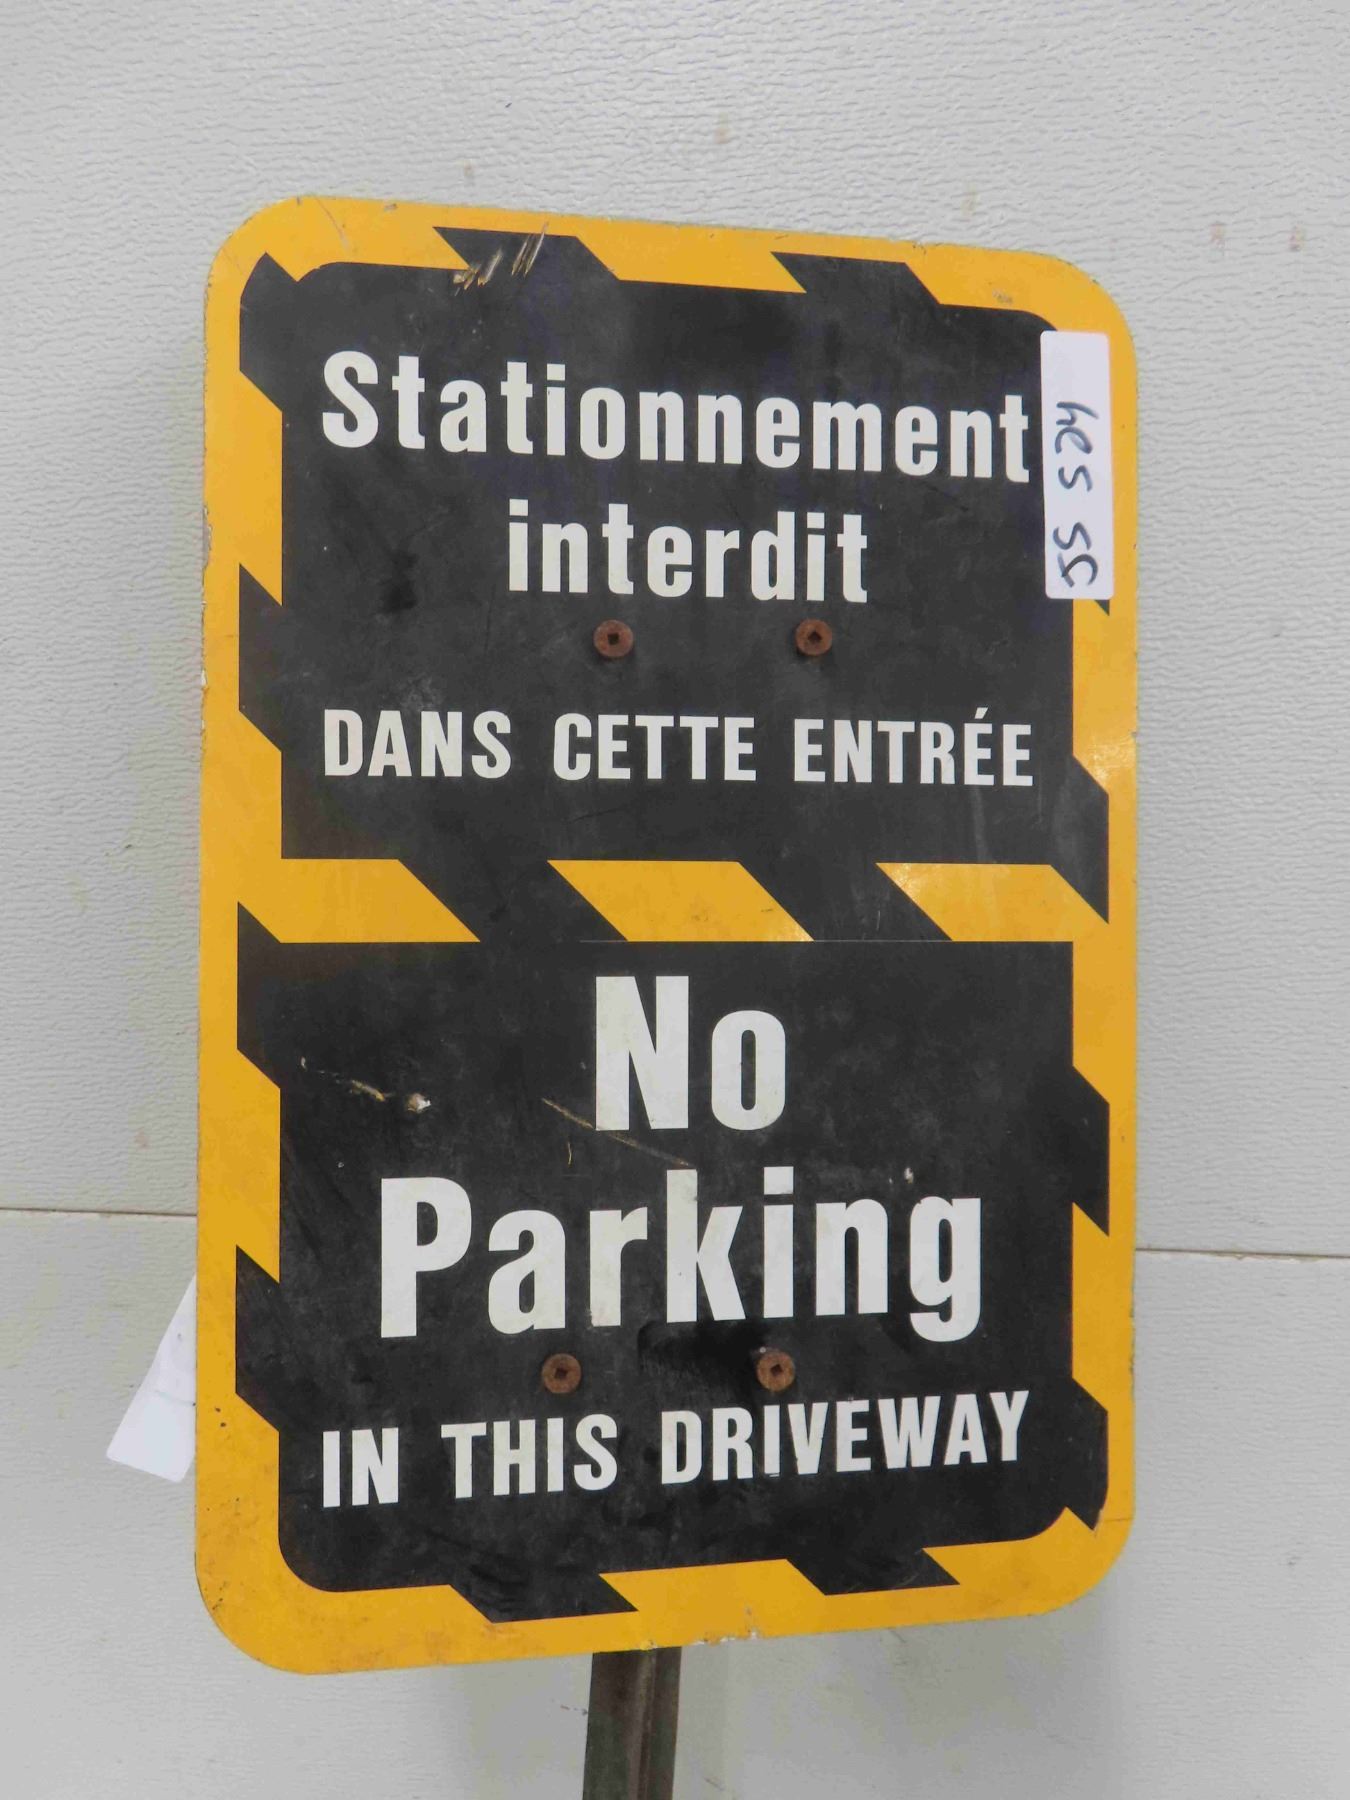 Stationnement
interdit
DANS CETTE ENTRÉE
No
Parking
IN THIS DRIVEWAY